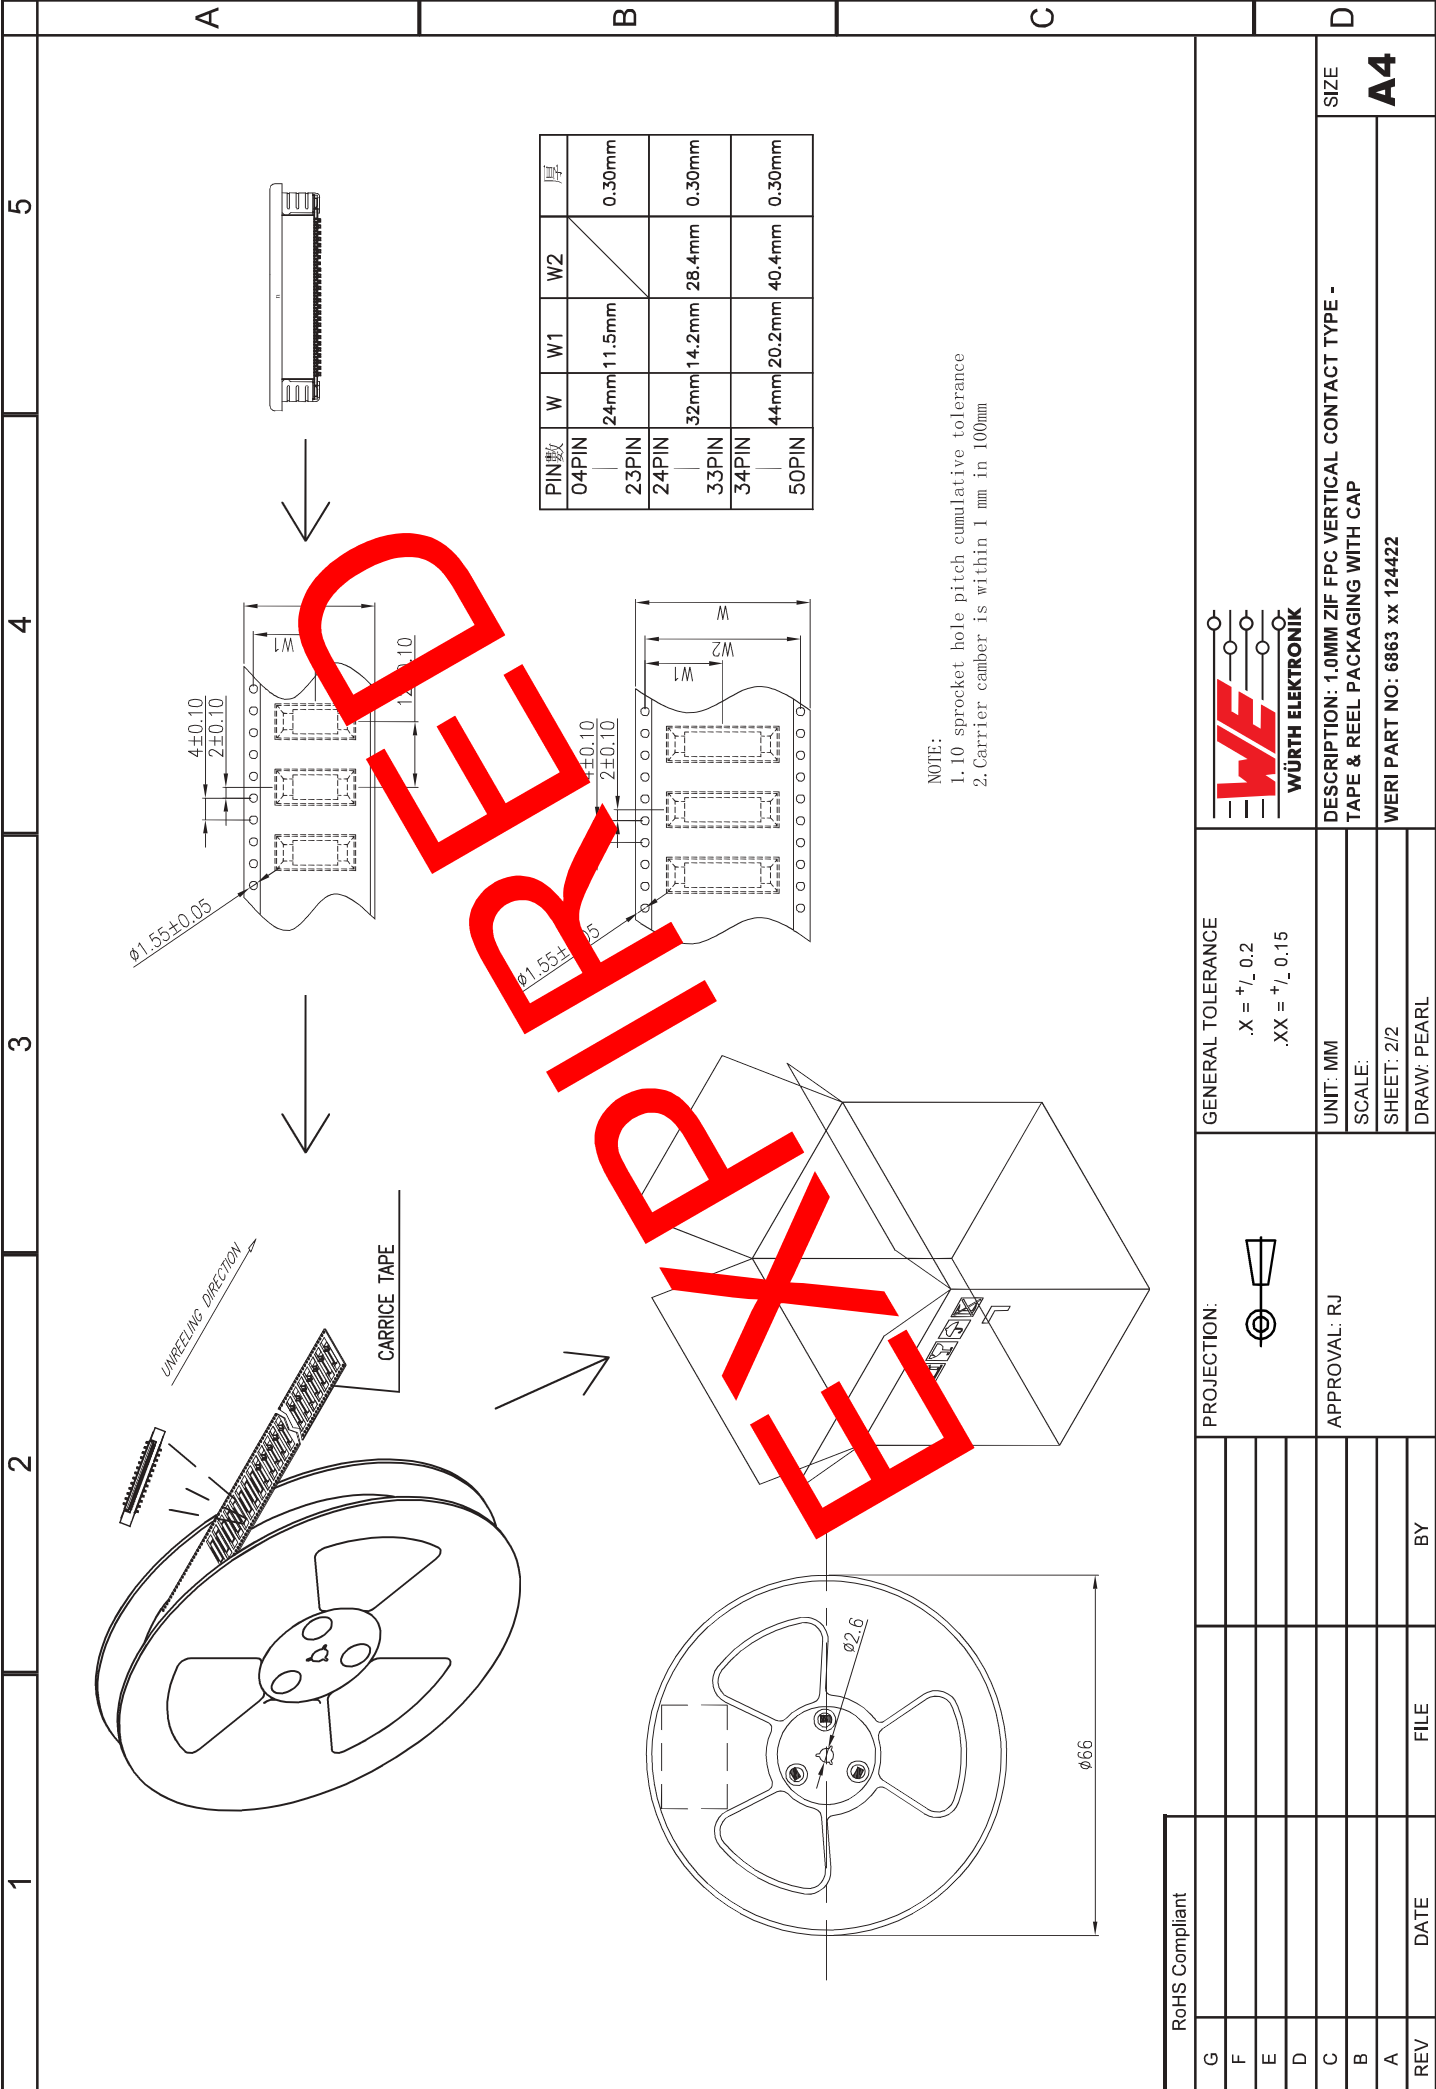 1
2
3
4
5
A
B
C
D
UNREELING DIRECTION
CARRICE TAPE
ø1.55±0.05
4±0.10
2±0.10
W1
PIN數 W W1 W2 厚
04PIN
23PIN
24mm 11.5mm 0.30mm
24PIN
33PIN
32mm 14.2mm 28.4mm 0.30mm
34PIN
50PIN
44mm 20.2mm 40.4mm 0.30mm
2±0.10
W1
W2
W
ø2.6
ø66
NOTE:
1.10 sprocket hole pitch cumulative tolerance
2.Carrier camber is within 1 mm in 100mm
EXPIRED
RoHS Compliant
G
F
E
D
C
B
A
REV DATE FILE BY
PROJECTION:
APPROVAL: RJ
GENERAL TOLERANCE
.X = +/_ 0.2
.XX = +/_ 0.15
UNIT: MM
SCALE:
SHEET: 2/2
DRAW: PEARL
WE
WÜRTH ELEKTRONIK
DESCRIPTION: 1.0MM ZIF FPC VERTICAL CONTACT TYPE -
TAPE & REEL PACKAGING WITH CAP
WERI PART NO: 6863 xx 124422
SIZE
A4